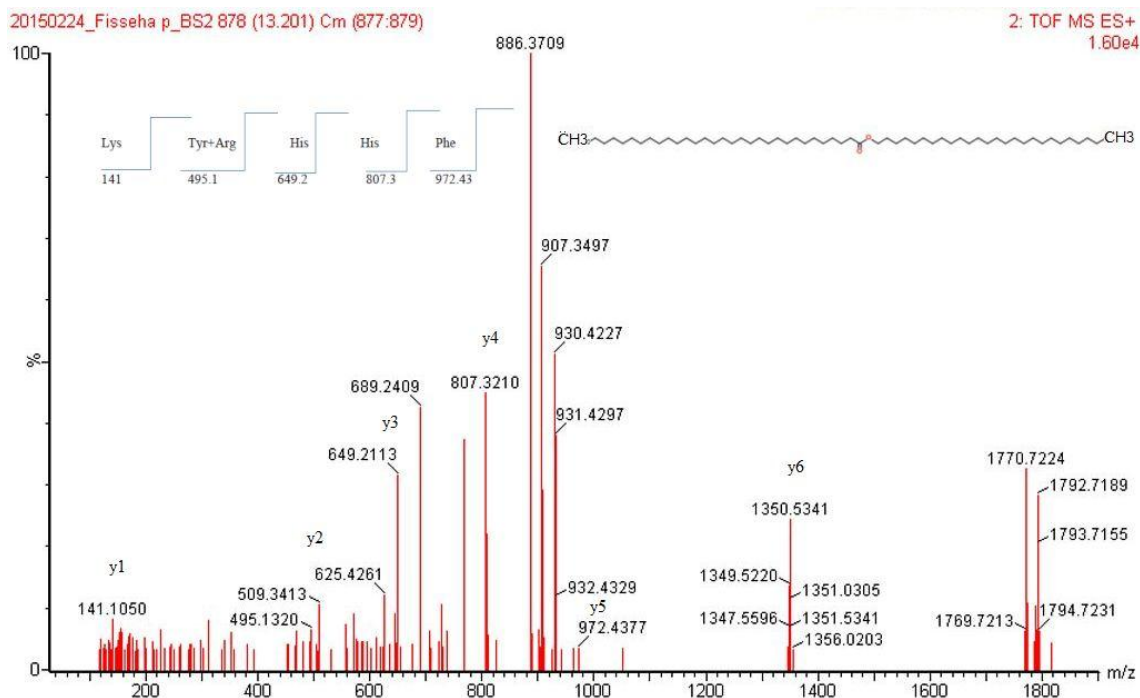 20150224_Fisseha p_BS2 878 (13.201) Cm (877:879)
2: TOF MS ES+
1.60e4
100
886.3709
Lys Tyr+Arg His His Phe
141 495.1 649.2 807.3 972.43
CH3 O O CH3
907.3497
930.4227
%
y4
689.2409
807.3210
931.4297
y3
649.2113
y6
1770.7224
1792.7189
1350.5341
1793.7155
y2
y1
625.4261
1349.5220
932.4329
1351.0305
y5
141.1050
509.3413
495.1320
972.4377
1347.5596
1351.5341
1356.0203
1769.7213
1794.7231
0
200 400 600 800 1000 1200 1400 1600 1800 m/z